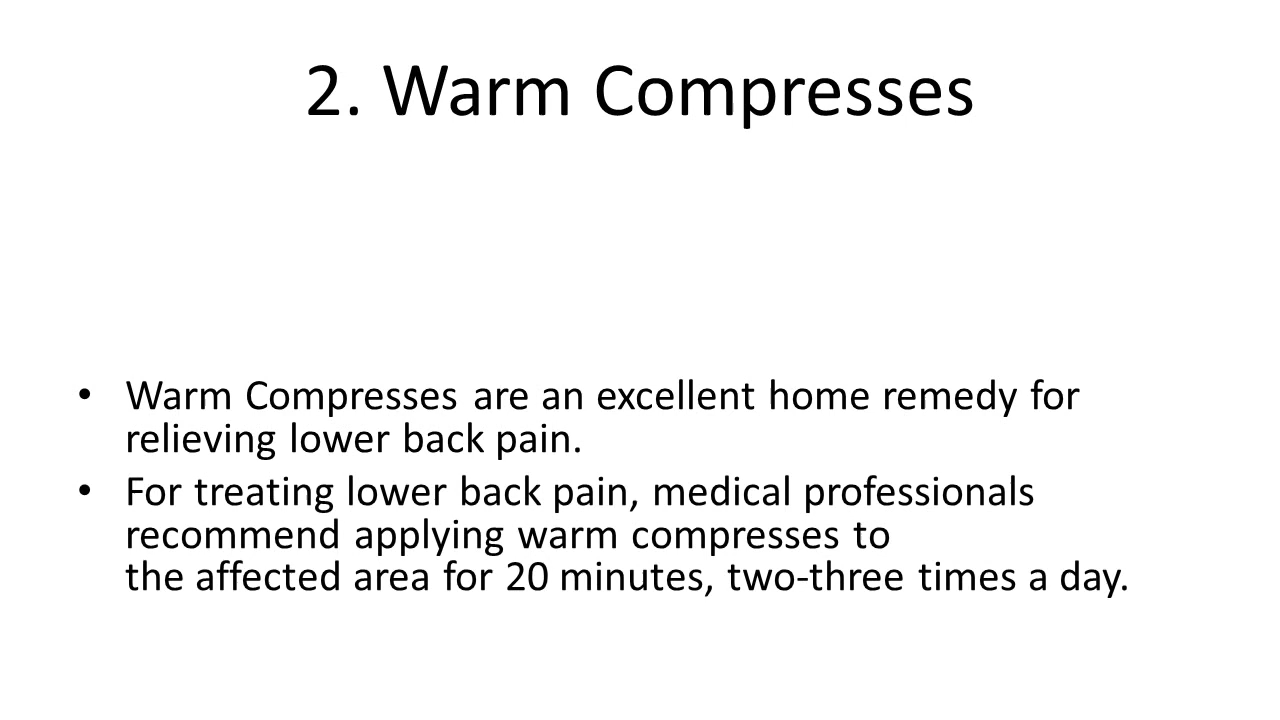 2. Warm Compresses
• Warm Compresses are an excellent home remedy for
relieving lower back pain.
• For treating lower back pain, medical professionals
recommend applying warm compresses to
the affected area for 20 minutes, two-three times a day.